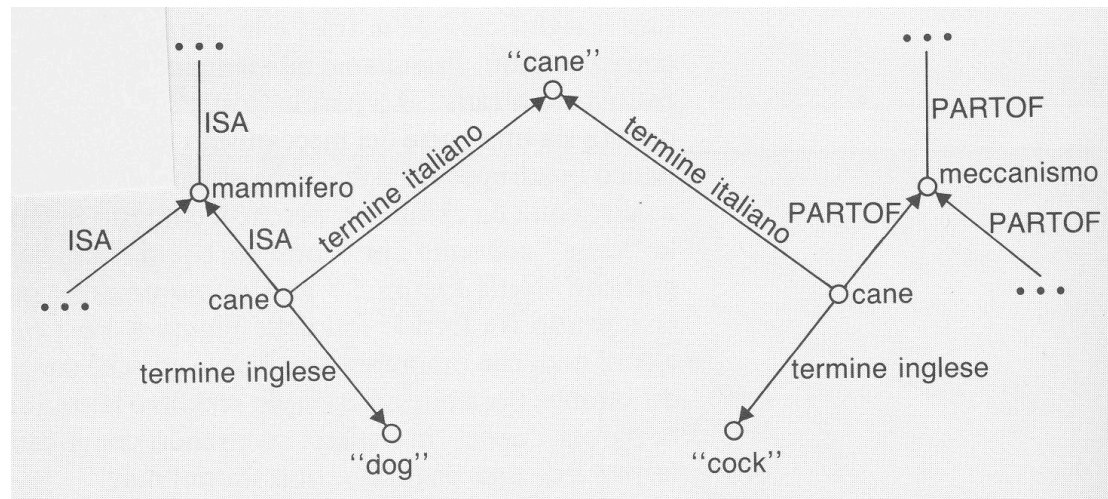 • • •
• • •
‘‘cane’’
ISA
PARTOF
termine italiano
termine italiano
mammifero
meccanismo
ISA
ISA
PARTOF
PARTOF
cane
cane
• • •
• • •
termine inglese
termine inglese
‘‘dog’’
‘‘cock’’